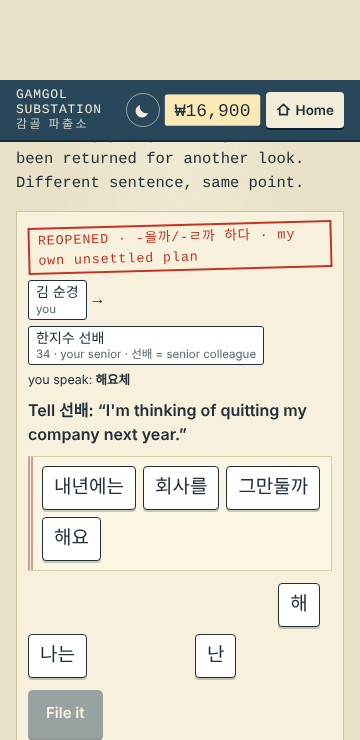 GAMGOL
SUBSTATION
감골 파출소
₩16,900
Home
been returned for another look.
Different sentence, same point.
REOPENED · -을까/-ㄹ까 하다 · my
own unsettled plan
김 순경
you
→
한지수 선배
34 · your senior · 선배 = senior colleague
you speak: 해요체
Tell 선배: “I'm thinking of quitting my
company next year.”
내년에는 회사를 그만둘까
해요
해
나는 난
File it